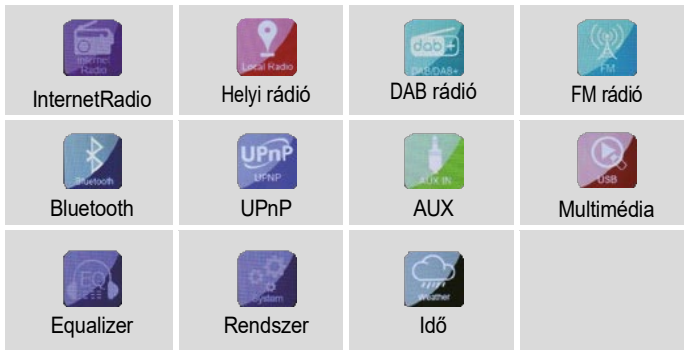 Internet
Radio
InternetRadio
Local Radio
Helyi rádió
dab+
DAB/DAB+
DAB rádió
FM
FM rádió
Bluetooth
Bluetooth
UPnP
UPNP
UPnP
AUX IN
AUX
USB
Multimédia
EQ
Equalizer
System
Rendszer
Weather
Idő